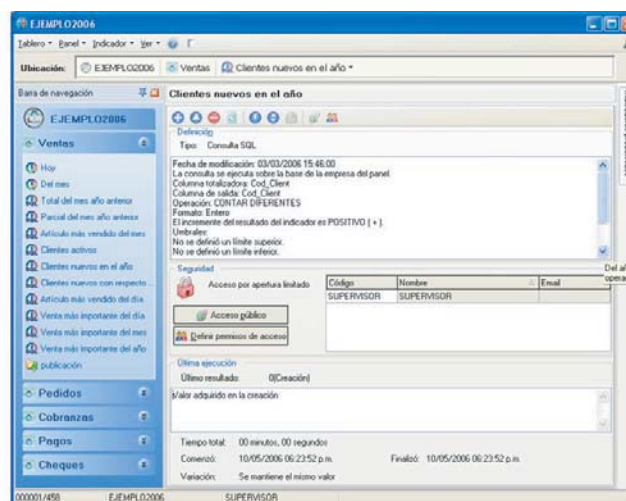 EJEMPLO2006
Tablero Panel Indicador Ver
Ubicación: EJEMPLO2006 Ventas Clientes nuevos en el año
Barra de navegación
Clientes nuevos en el año
EJEMPLO2006
Ventas
Hoy
Del mes
Total del mes año anterior
Parcial del mes año anterior
Artículo más vendido del mes
Clientes activos
Clientes nuevos en el año
Clientes nuevos con respecto...
Artículo más vendido del día
Venta más importante del día
Venta más importante del mes
Venta más importante del año
publicación
Pedidos
Cobranzas
Pagos
Cheques
Definición
Tipo: Consulta SQL
Fecha de modificación: 03/03/2006 15:46:00
La consulta se ejecuta sobre la base de la empresa del panel.
Columna totalizadora: Cod_Client
Columna de salida: Cod_Client
Operación: CONTAR DIFERENTES
Formato: Entero
El incremento del resultado del indicador es POSITIVO ( + ).
Umbrales:
No se definió un límite superior.
No se definió un límite inferior.
Del añ
opera
Seguridad
Acceso por apertura limitado
Acceso público
Definir permisos de acceso
Código Nombre Email
SUPERVISOR SUPERVISOR
Última ejecución
Último resultado: 0(Creación)
Valor adquirido en la creación
Tiempo total: 00 minutos, 00 segundos
Comenzó: 10/05/2006 06:23:52 p.m. Finalizó: 10/05/2006 06:23:52 p.m.
Variación: Se mantiene el mismo valor
000001/458 EJEMPLO2006 SUPERVISOR